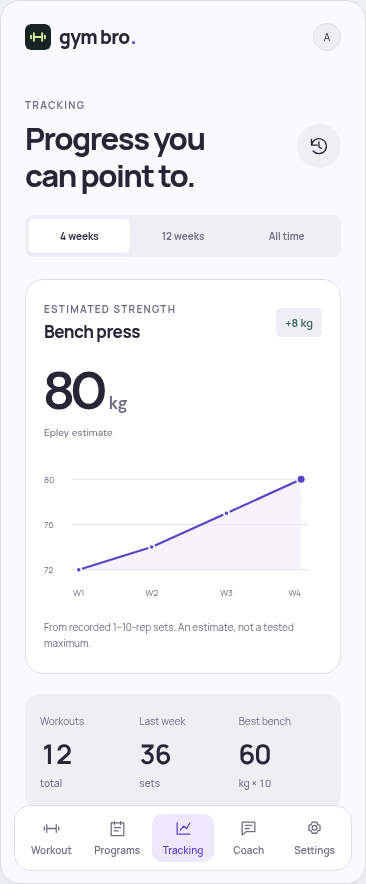 gym bro.
A
TRACKING
Progress you
can point to.
4 weeks
12 weeks
All time
ESTIMATED STRENGTH
Bench press
+8 kg
80 kg
Epley estimate
80
76
72
W1
W2
W3
W4
From recorded 1–10-rep sets. An estimate, not a tested
maximum.
Workouts
Last week
Best bench
12
36
60
total
sets
kg × 10
Workout
Programs
Tracking
Coach
Settings